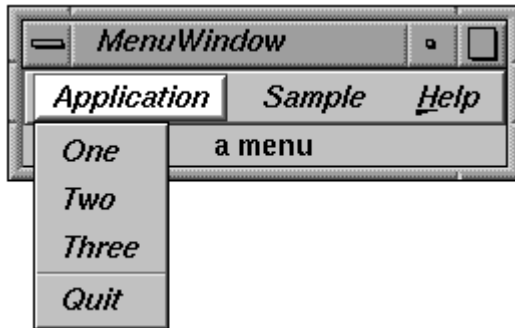 MenuWindow
Application Sample Help
One a menu
Two
Three
Quit